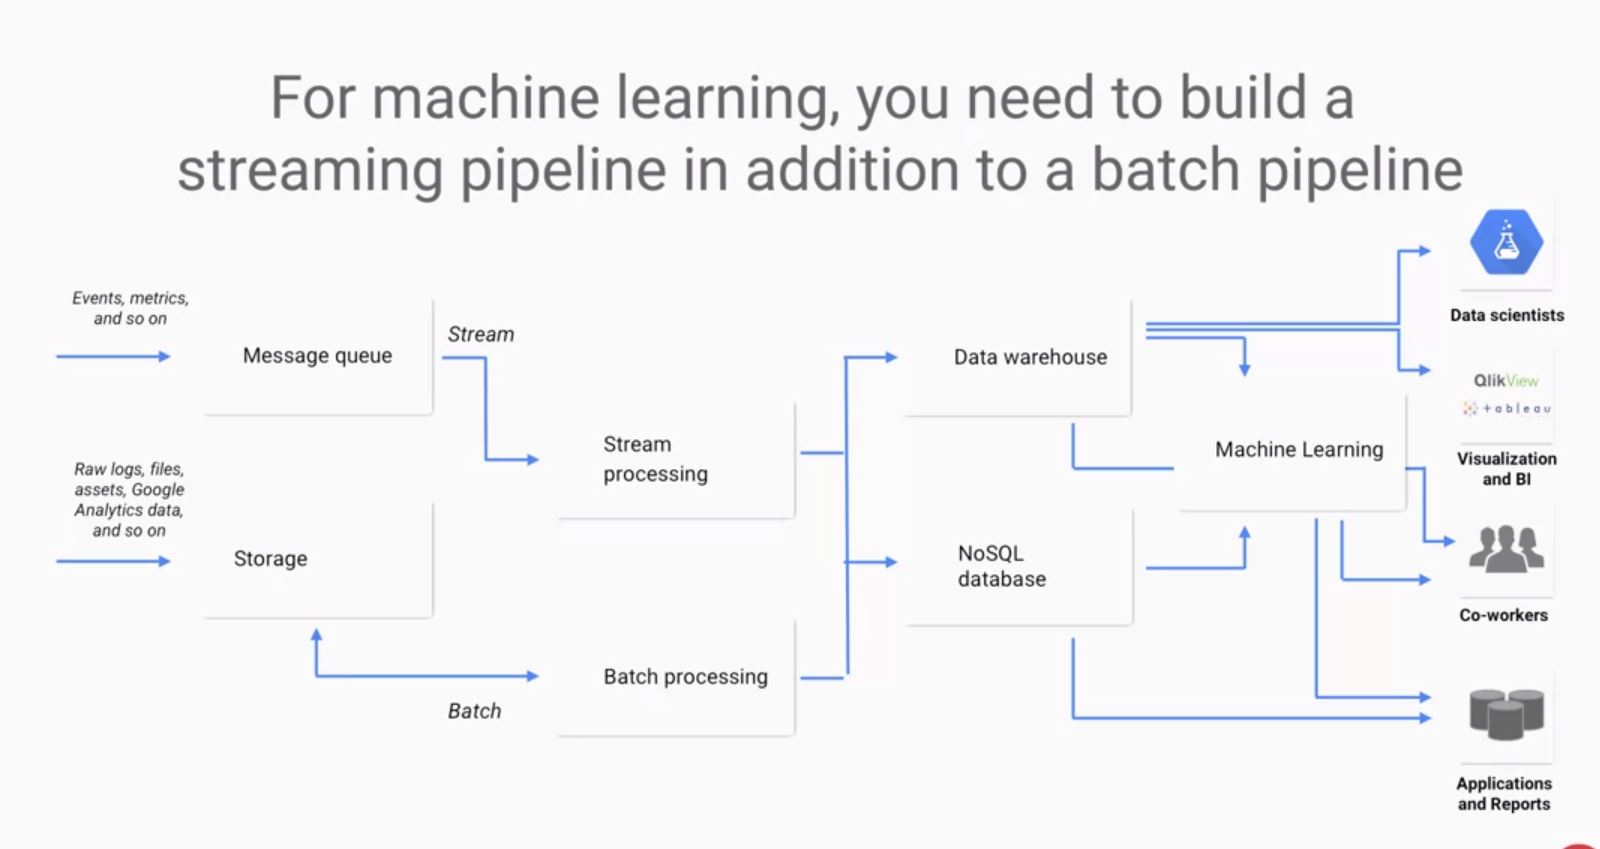 For machine learning, you need to build a
streaming pipeline in addition to a batch pipeline
Events, metrics,
and so on
Message queue
Stream
Raw logs, files,
assets, Google
Analytics data,
and so on
Storage
Batch
Stream
processing
Batch processing
Data warehouse
NoSQL
database
Machine Learning
Data scientists
QlikView
+ableau
Visualization
and BI
Co-workers
Applications
and Reports